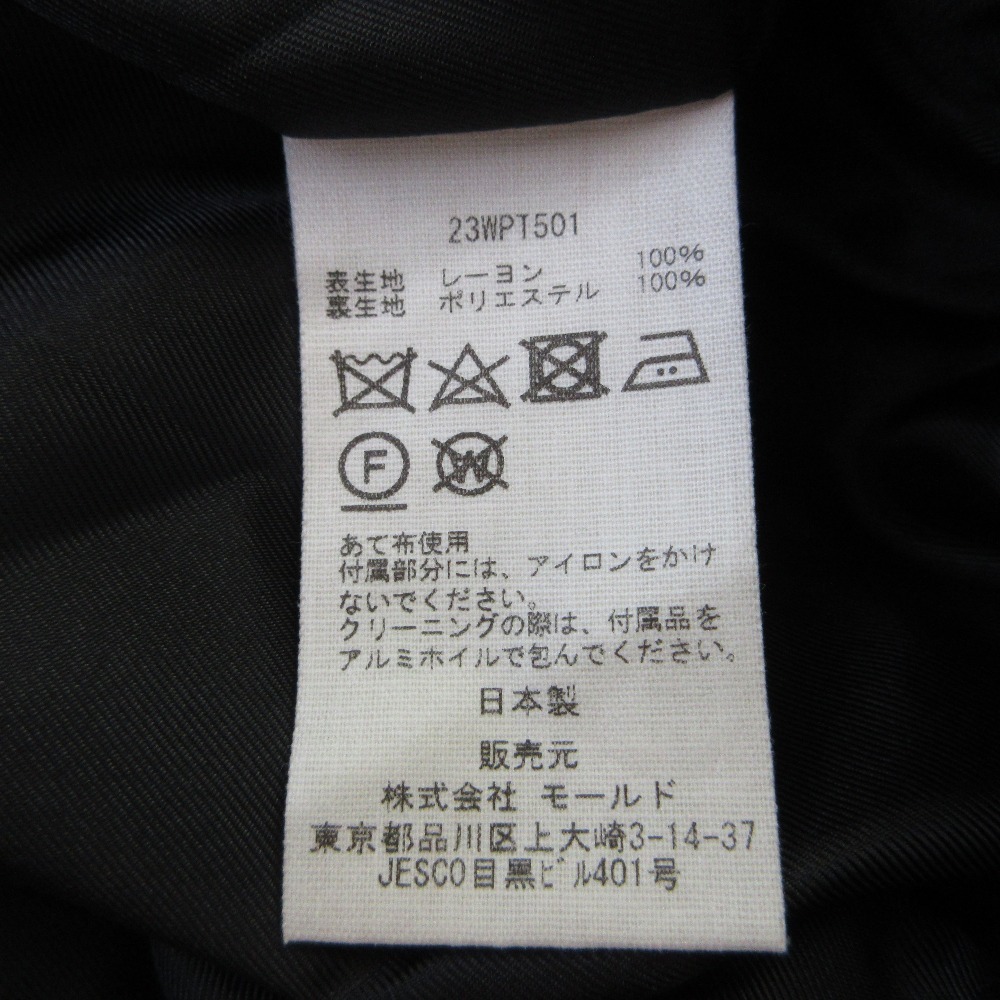 23WPT501
表生地 レーヨン 100%
裏生地 ポリエステル 100%
F
W
あて布使用
付属部分には、アイロンをかけ
ないでください。
クリーニングの際は、付属品を
アルミホイルで包んでください。
日本製
販売元
株式会社 モールド
東京都品川区上大崎3-14-37
JESCO目黒ビル401号